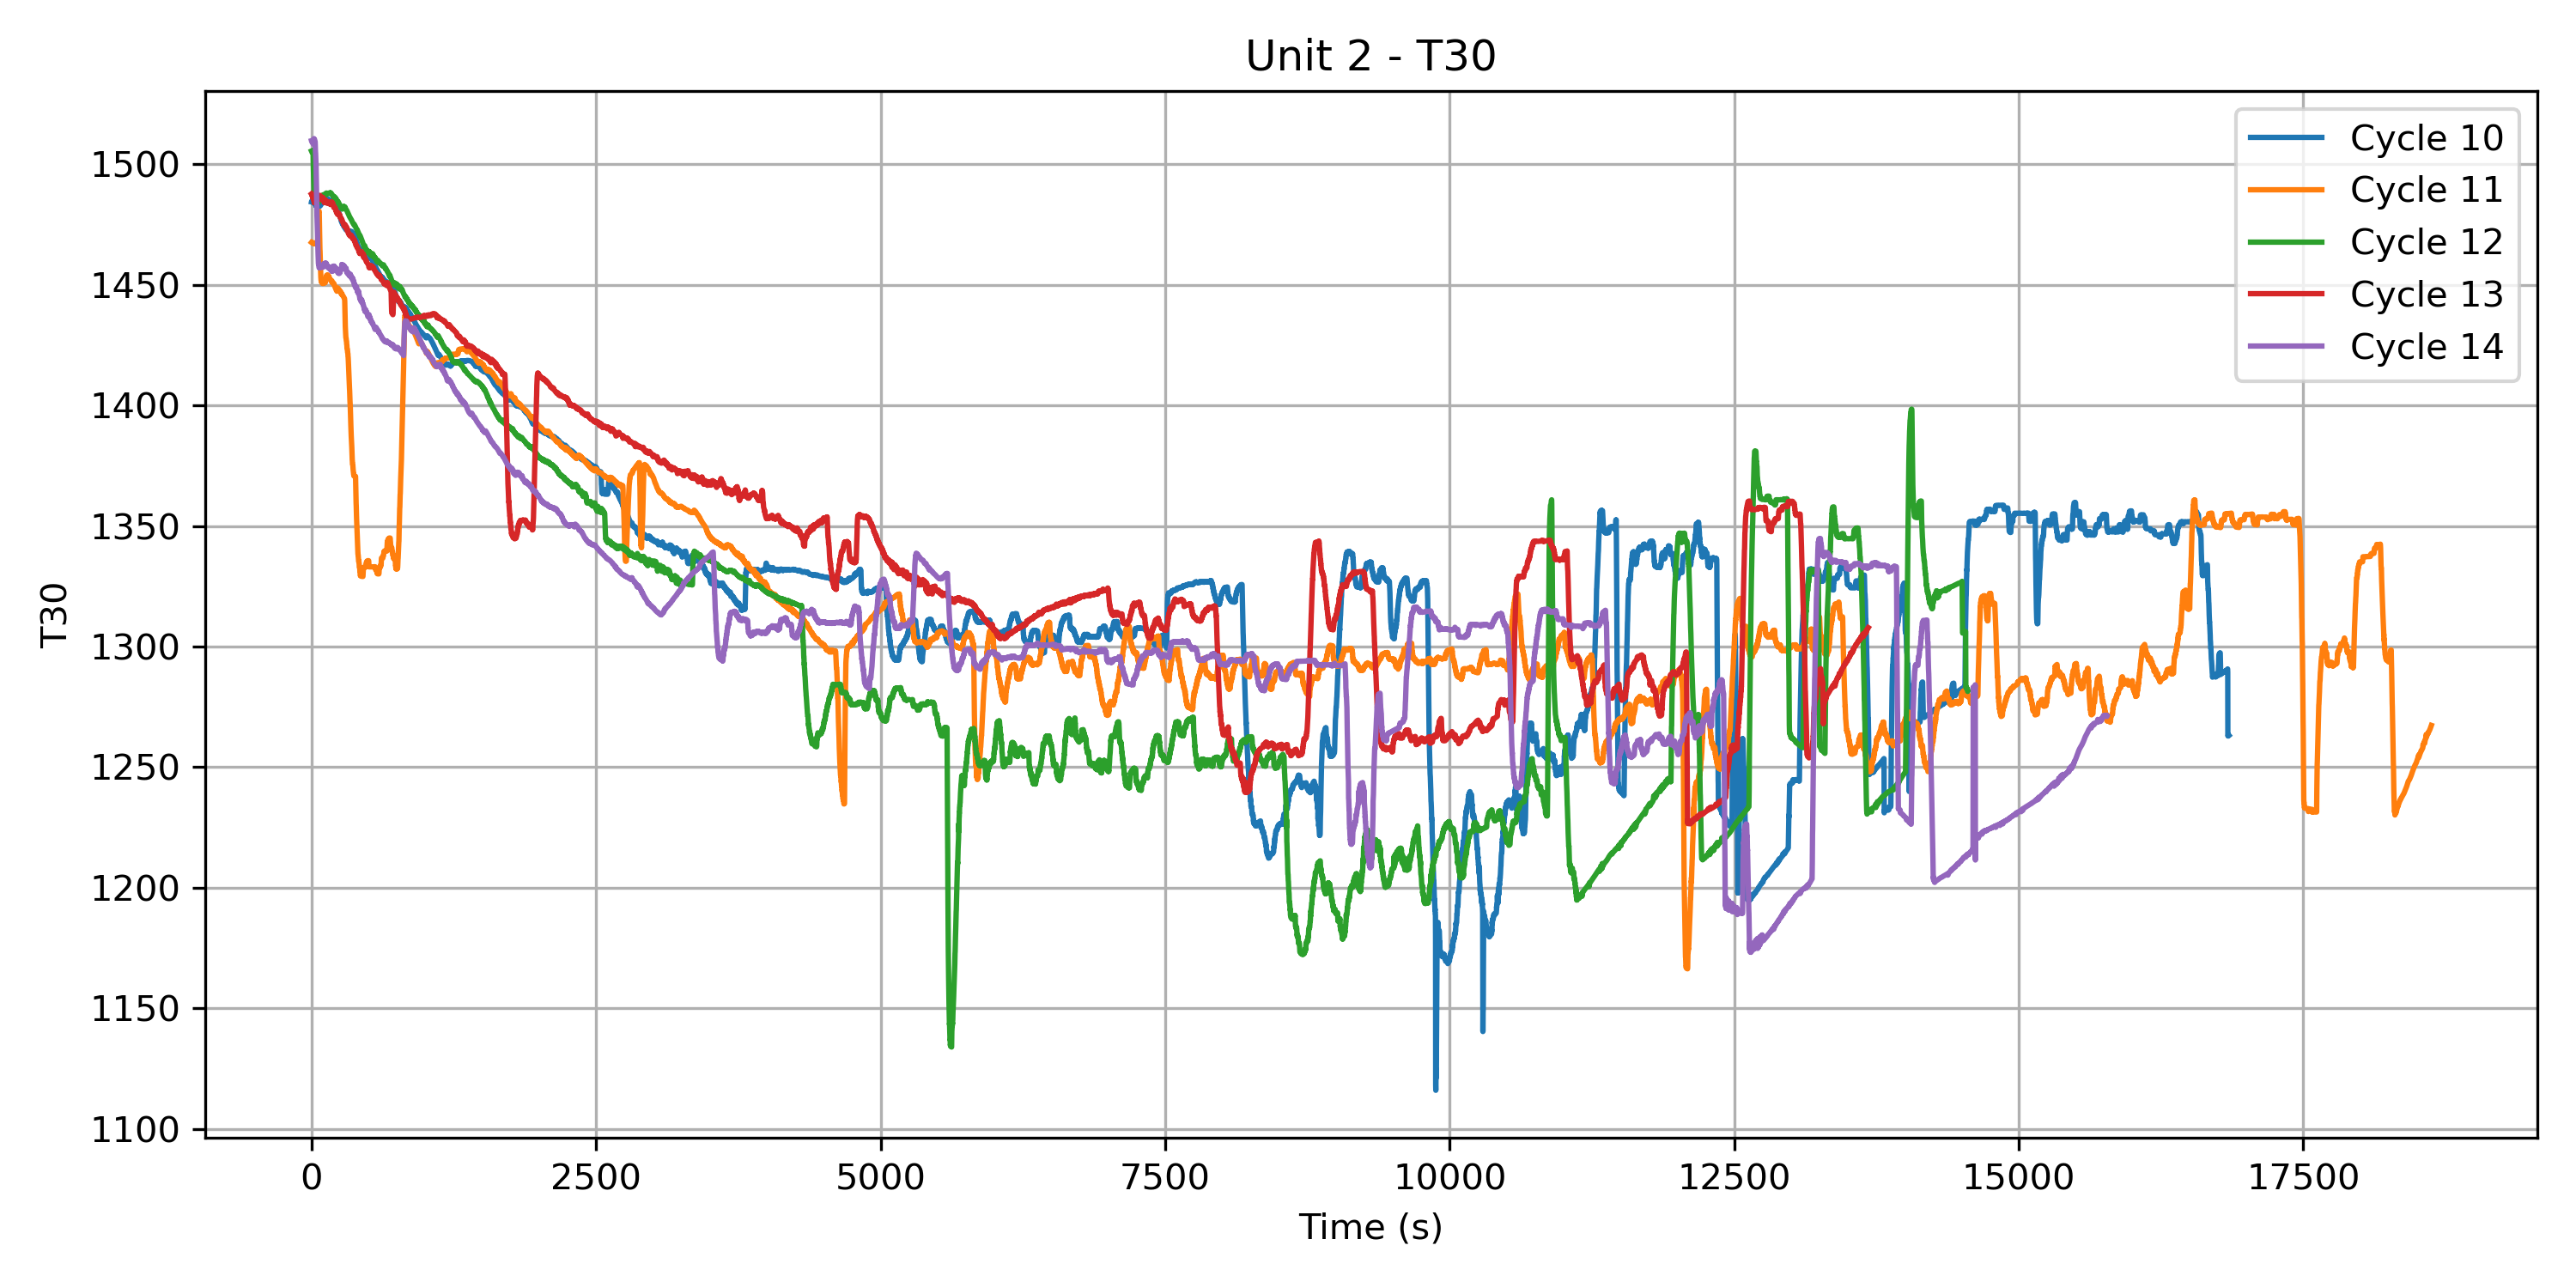 Unit 2 - T30
T30
1500
1450
1400
1350
1300
1250
1200
1150
1100
0 2500 5000 7500 10000 12500 15000 17500
Time (s)
Cycle 10
Cycle 11
Cycle 12
Cycle 13
Cycle 14